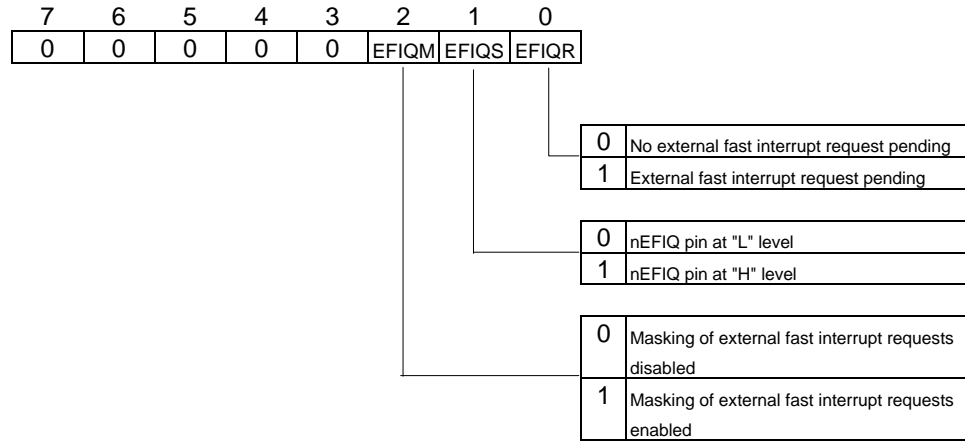 7 6 5 4 3 2 1 0
0 0 0 0 0 EFIQM EFIQS EFIQR
0 No external fast interrupt request pending
1 External fast interrupt request pending
0 nEFIQ pin at "L" level
1 nEFIQ pin at "H" level
0 Masking of external fast interrupt requests
disabled
1 Masking of external fast interrupt requests
enabled